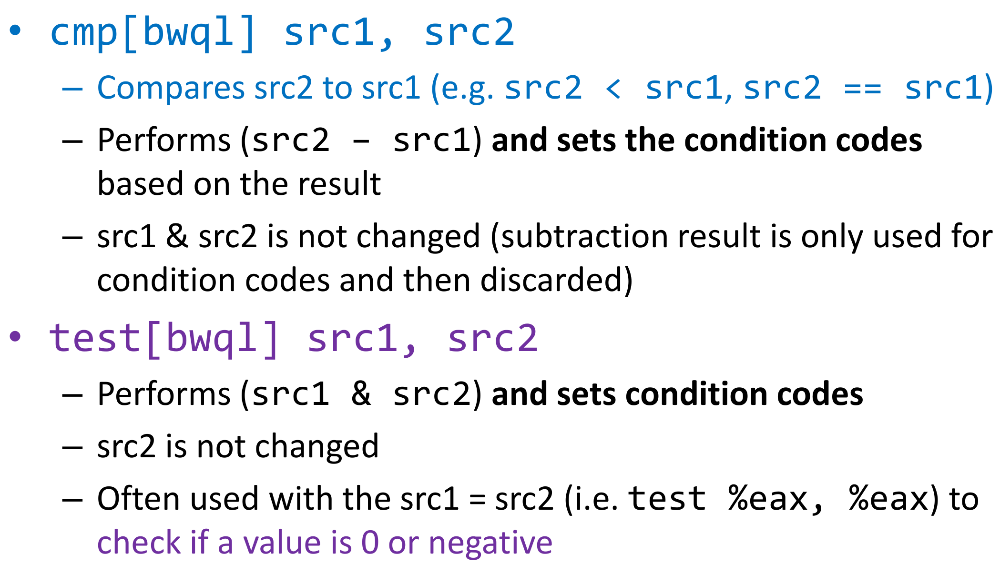 • cmp[bwql] src1, src2
– Compares src2 to src1 (e.g. src2 < src1, src2 == src1)
– Performs (src2 – src1) and sets the condition codes
based on the result
– src1 & src2 is not changed (subtraction result is only used for
condition codes and then discarded)
• test[bwql] src1, src2
– Performs (src1 & src2) and sets condition codes
– src2 is not changed
– Often used with the src1 = src2 (i.e. test %eax, %eax) to
check if a value is 0 or negative